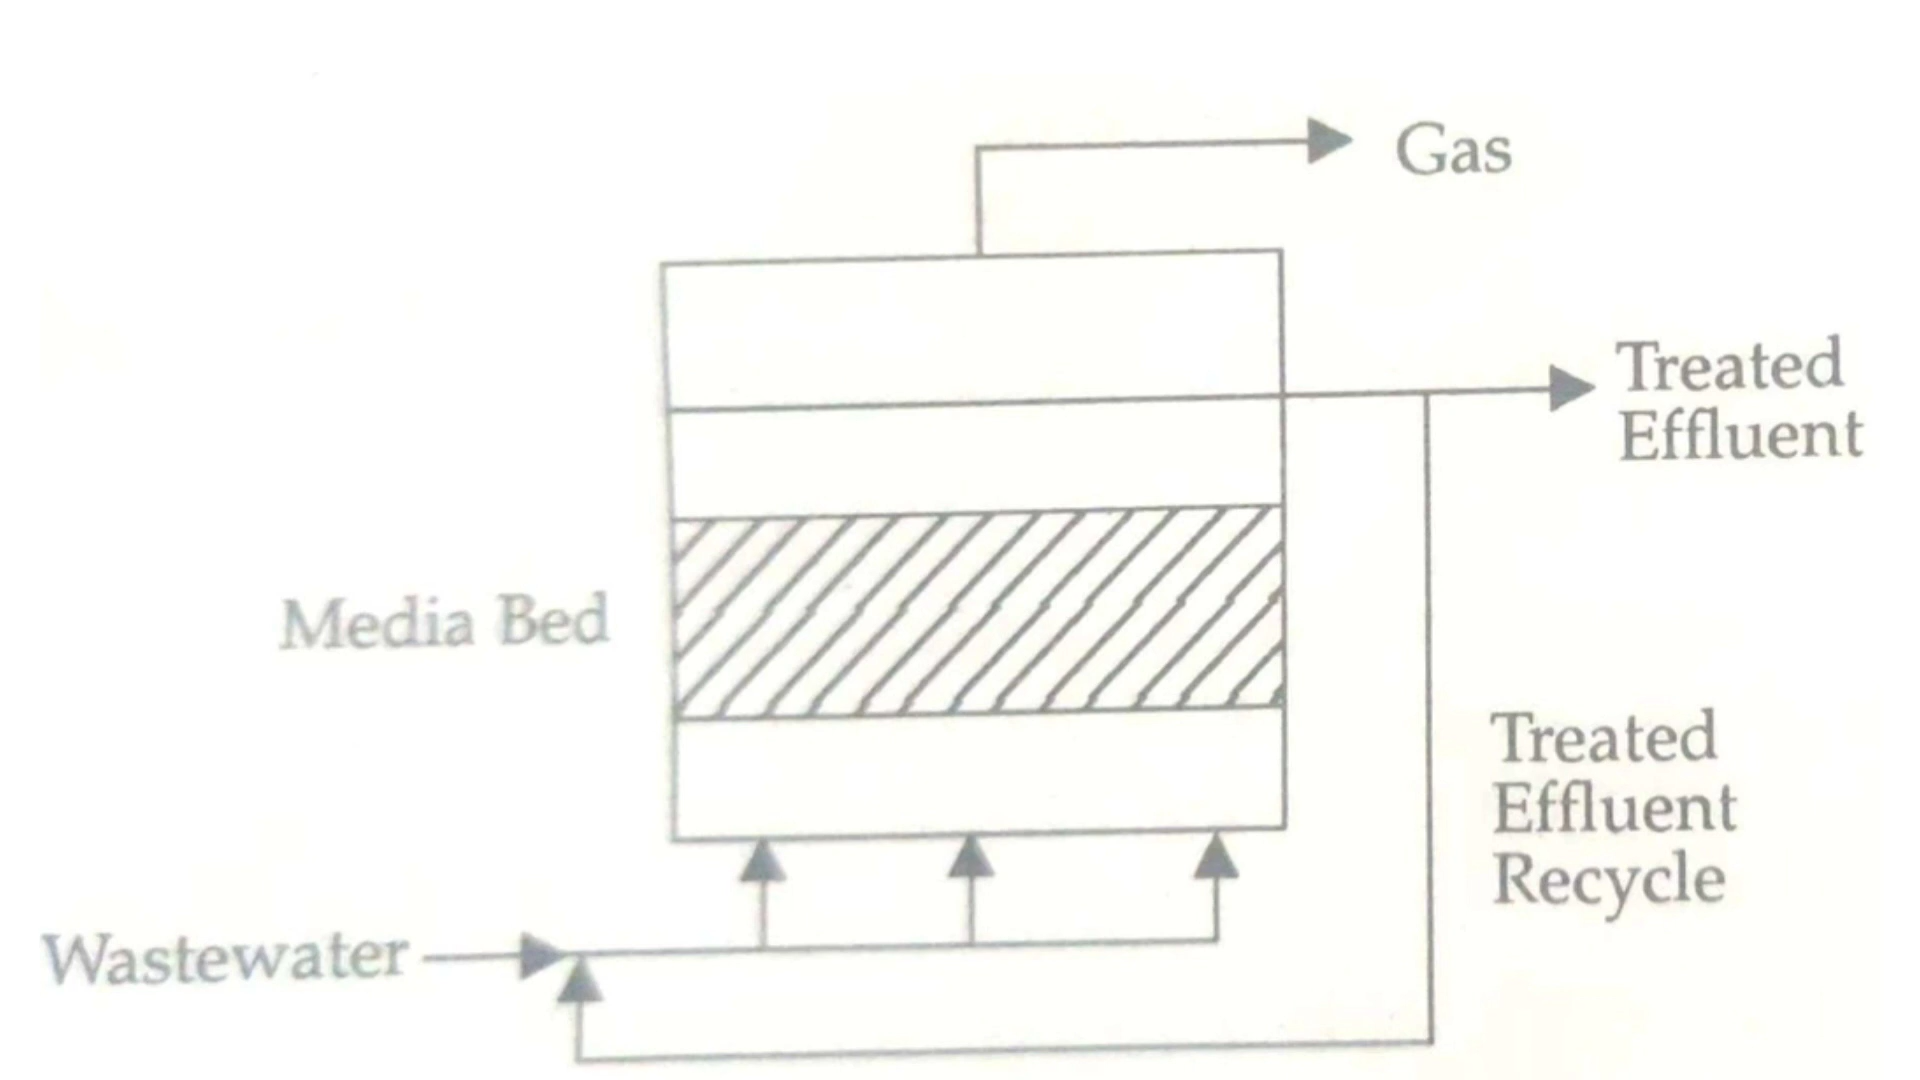 Gas
Treated
Effluent
Media Bed
Treated
Effluent
Recycle
Wastewater